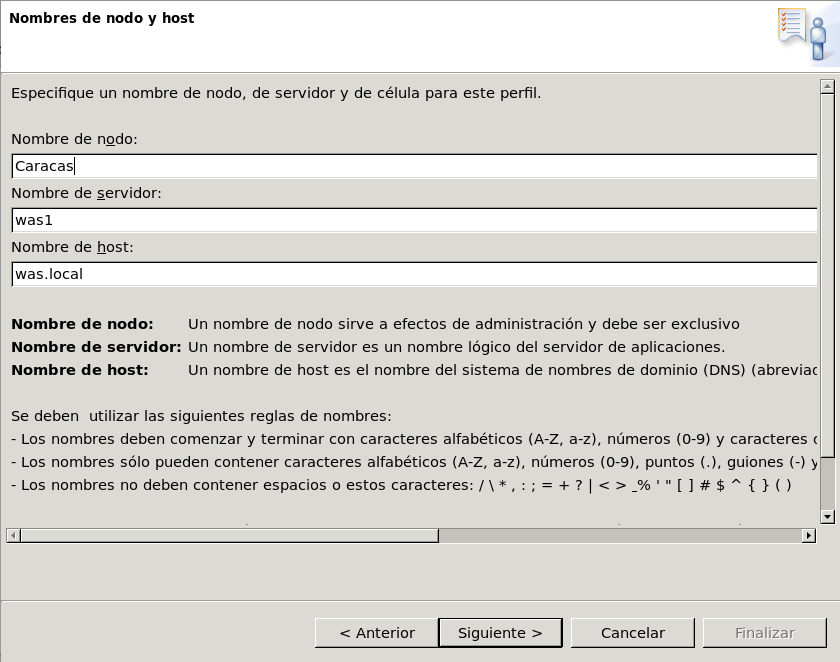 Nombres de nodo y host
Especifique un nombre de nodo, de servidor y de célula para este perfil.
Nombre de nodo:
Caracas
Nombre de servidor:
was1
Nombre de host:
was.local
Nombre de nodo: Un nombre de nodo sirve a efectos de administración y debe ser exclusivo
Nombre de servidor: Un nombre de servidor es un nombre lógico del servidor de aplicaciones.
Nombre de host: Un nombre de host es el nombre del sistema de nombres de dominio (DNS) (abreviac
Se deben  utilizar las siguientes reglas de nombres:
- Los nombres deben comenzar y terminar con caracteres alfabéticos (A-Z, a-z), números (0-9) y caracteres
- Los nombres sólo pueden contener caracteres alfabéticos (A-Z, a-z), números (0-9), puntos (.), guiones (-) y
- Los nombres no deben contener espacios o estos caracteres: / \ * , : ; = + ? | < > _% ' " [ ] # $ ^ { } ( )
< Anterior Siguiente > Cancelar Finalizar